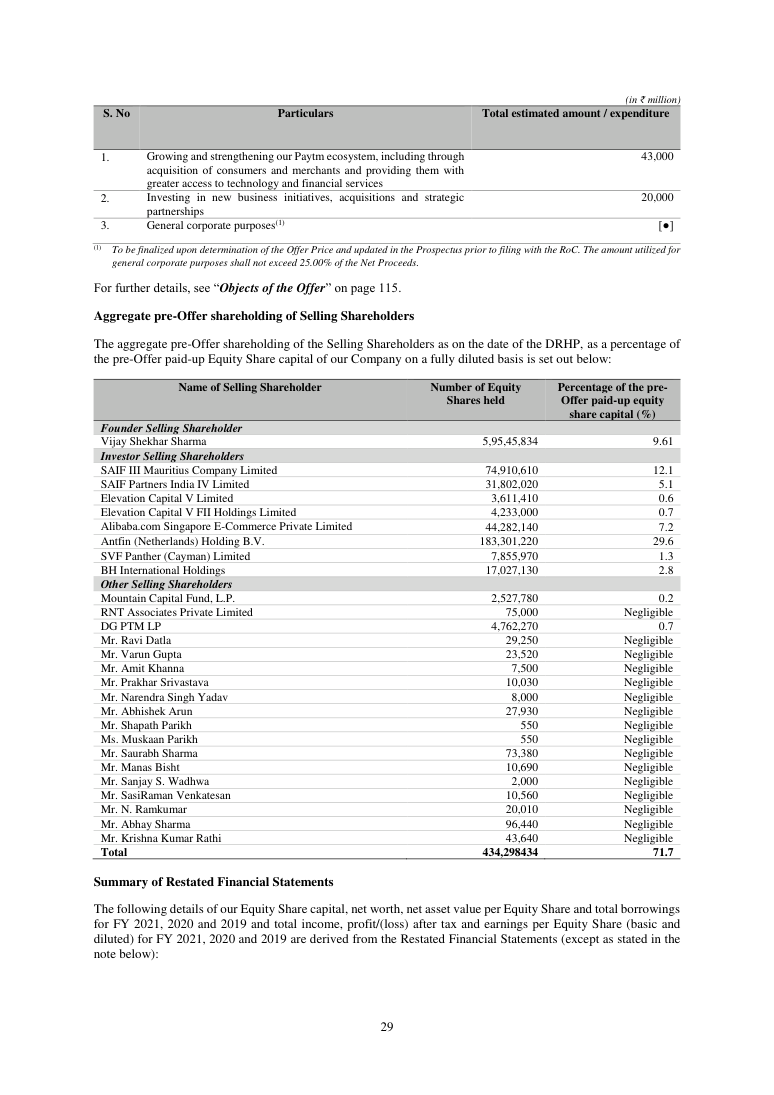 (in ₹ million)
S. No Particulars Total estimated amount / expenditure
1. Growing and strengthening our Paytm ecosystem, including through 43,000
acquisition of consumers and merchants and providing them with
greater access to technology and financial services
2. Investing in new business initiatives, acquisitions and strategic 20,000
partnerships
3. General corporate purposes(1) [●]
(1) To be finalized upon determination of the Offer Price and updated in the Prospectus prior to filing with the RoC. The amount utilized for
general corporate purposes shall not exceed 25.00% of the Net Proceeds.
For further details, see “Objects of the Offer” on page 115.
Aggregate pre-Offer shareholding of Selling Shareholders
The aggregate pre-Offer shareholding of the Selling Shareholders as on the date of the DRHP, as a percentage of
the pre-Offer paid-up Equity Share capital of our Company on a fully diluted basis is set out below:
Name of Selling Shareholder Number of Equity Percentage of the pre-
Shares held Offer paid-up equity
share capital (%)
Founder Selling Shareholder
Vijay Shekhar Sharma 5,95,45,834 9.61
Investor Selling Shareholders
SAIF III Mauritius Company Limited 74,910,610 12.1
SAIF Partners India IV Limited 31,802,020 5.1
Elevation Capital V Limited 3,611,410 0.6
Elevation Capital V FII Holdings Limited 4,233,000 0.7
Alibaba.com Singapore E-Commerce Private Limited 44,282,140 7.2
Antfin (Netherlands) Holding B.V. 183,301,220 29.6
SVF Panther (Cayman) Limited 7,855,970 1.3
BH International Holdings 17,027,130 2.8
Other Selling Shareholders
Mountain Capital Fund, L.P. 2,527,780 0.2
RNT Associates Private Limited 75,000 Negligible
DG PTM LP 4,762,270 0.7
Mr. Ravi Datla 29,250 Negligible
Mr. Varun Gupta 23,520 Negligible
Mr. Amit Khanna 7,500 Negligible
Mr. Prakhar Srivastava 10,030 Negligible
Mr. Narendra Singh Yadav 8,000 Negligible
Mr. Abhishek Arun 27,930 Negligible
Mr. Shapath Parikh 550 Negligible
Ms. Muskaan Parikh 550 Negligible
Mr. Saurabh Sharma 73,380 Negligible
Mr. Manas Bisht 10,690 Negligible
Mr. Sanjay S. Wadhwa 2,000 Negligible
Mr. SasiRaman Venkatesan 10,560 Negligible
Mr. N. Ramkumar 20,010 Negligible
Mr. Abhay Sharma 96,440 Negligible
Mr. Krishna Kumar Rathi 43,640 Negligible
Total 434,298434 71.7
Summary of Restated Financial Statements
The following details of our Equity Share capital, net worth, net asset value per Equity Share and total borrowings
for FY 2021, 2020 and 2019 and total income, profit/(loss) after tax and earnings per Equity Share (basic and
diluted) for FY 2021, 2020 and 2019 are derived from the Restated Financial Statements (except as stated in the
note below):
29